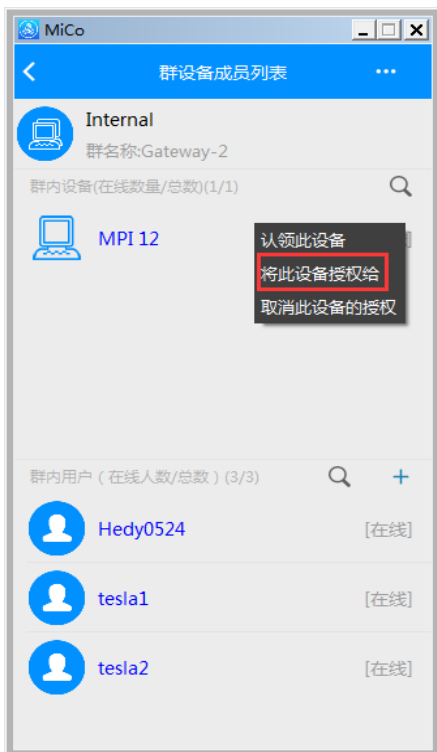 MiCo
群设备成员列表
Internal
群名称:Gateway-2
群内设备(在线数量/总数)(1/1)
MPI 12
认领此设备
]
将此设备授权给
取消此设备的授权
群内用户（在线人数/总数）(3/3)
Hedy0524
[在线]
tesla1
[在线]
tesla2
[在线]